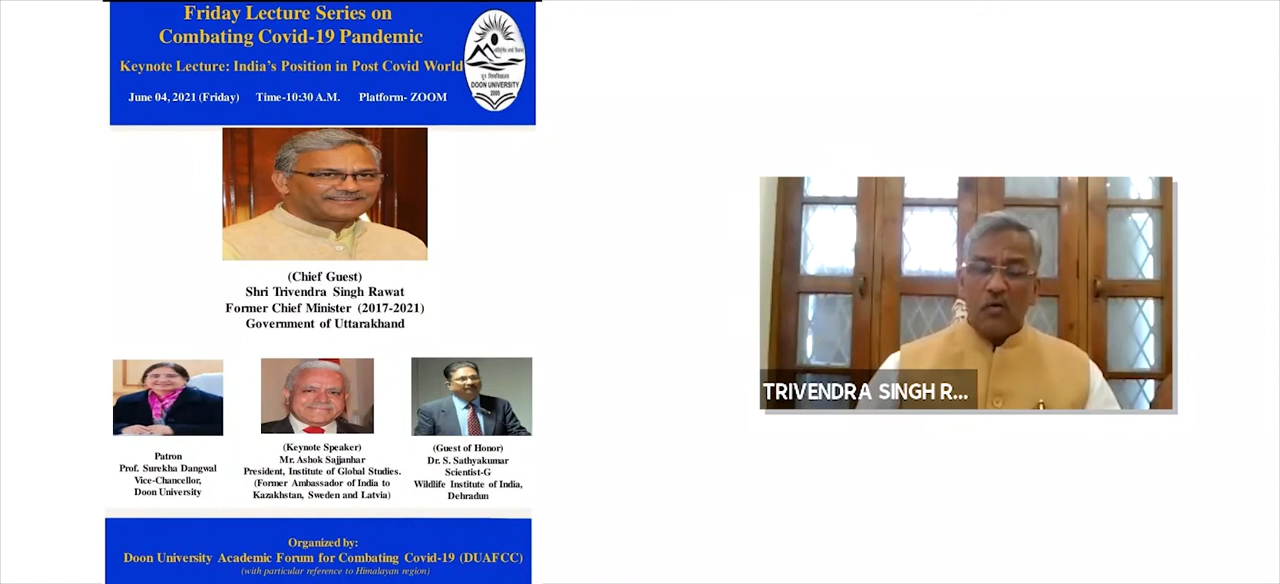 Friday Lecture Series on
Combating Covid-19 Pandemic
Keynote Lecture: India's Position in Post Covid World
June 04, 2021 (Friday) Time-10:30 A.M. Platform- ZOOM
DOON UNIVERSITY
2005
(Chief Guest)
Shri Trivendra Singh Rawat
Former Chief Minister (2017-2021)
Government of Uttarakhand
Patron
Prof. Surekha Dangwal
Vice-Chancellor,
Doon University
(Keynote Speaker)
Mr. Ashok Sajjanhar
President, Institute of Global Studies.
(Former Ambassador of India to
Kazakhstan, Sweden and Latvia)
(Guest of Honor)
Dr. S. Sathyakumar
Scientist-G
Wildlife Institute of India,
Dehradun
Organized by:
Doon University Academic Forum for Combating Covid-19 (DUAFCC)
(with particular reference to Himalayan region)
TRIVENDRA SINGH R...